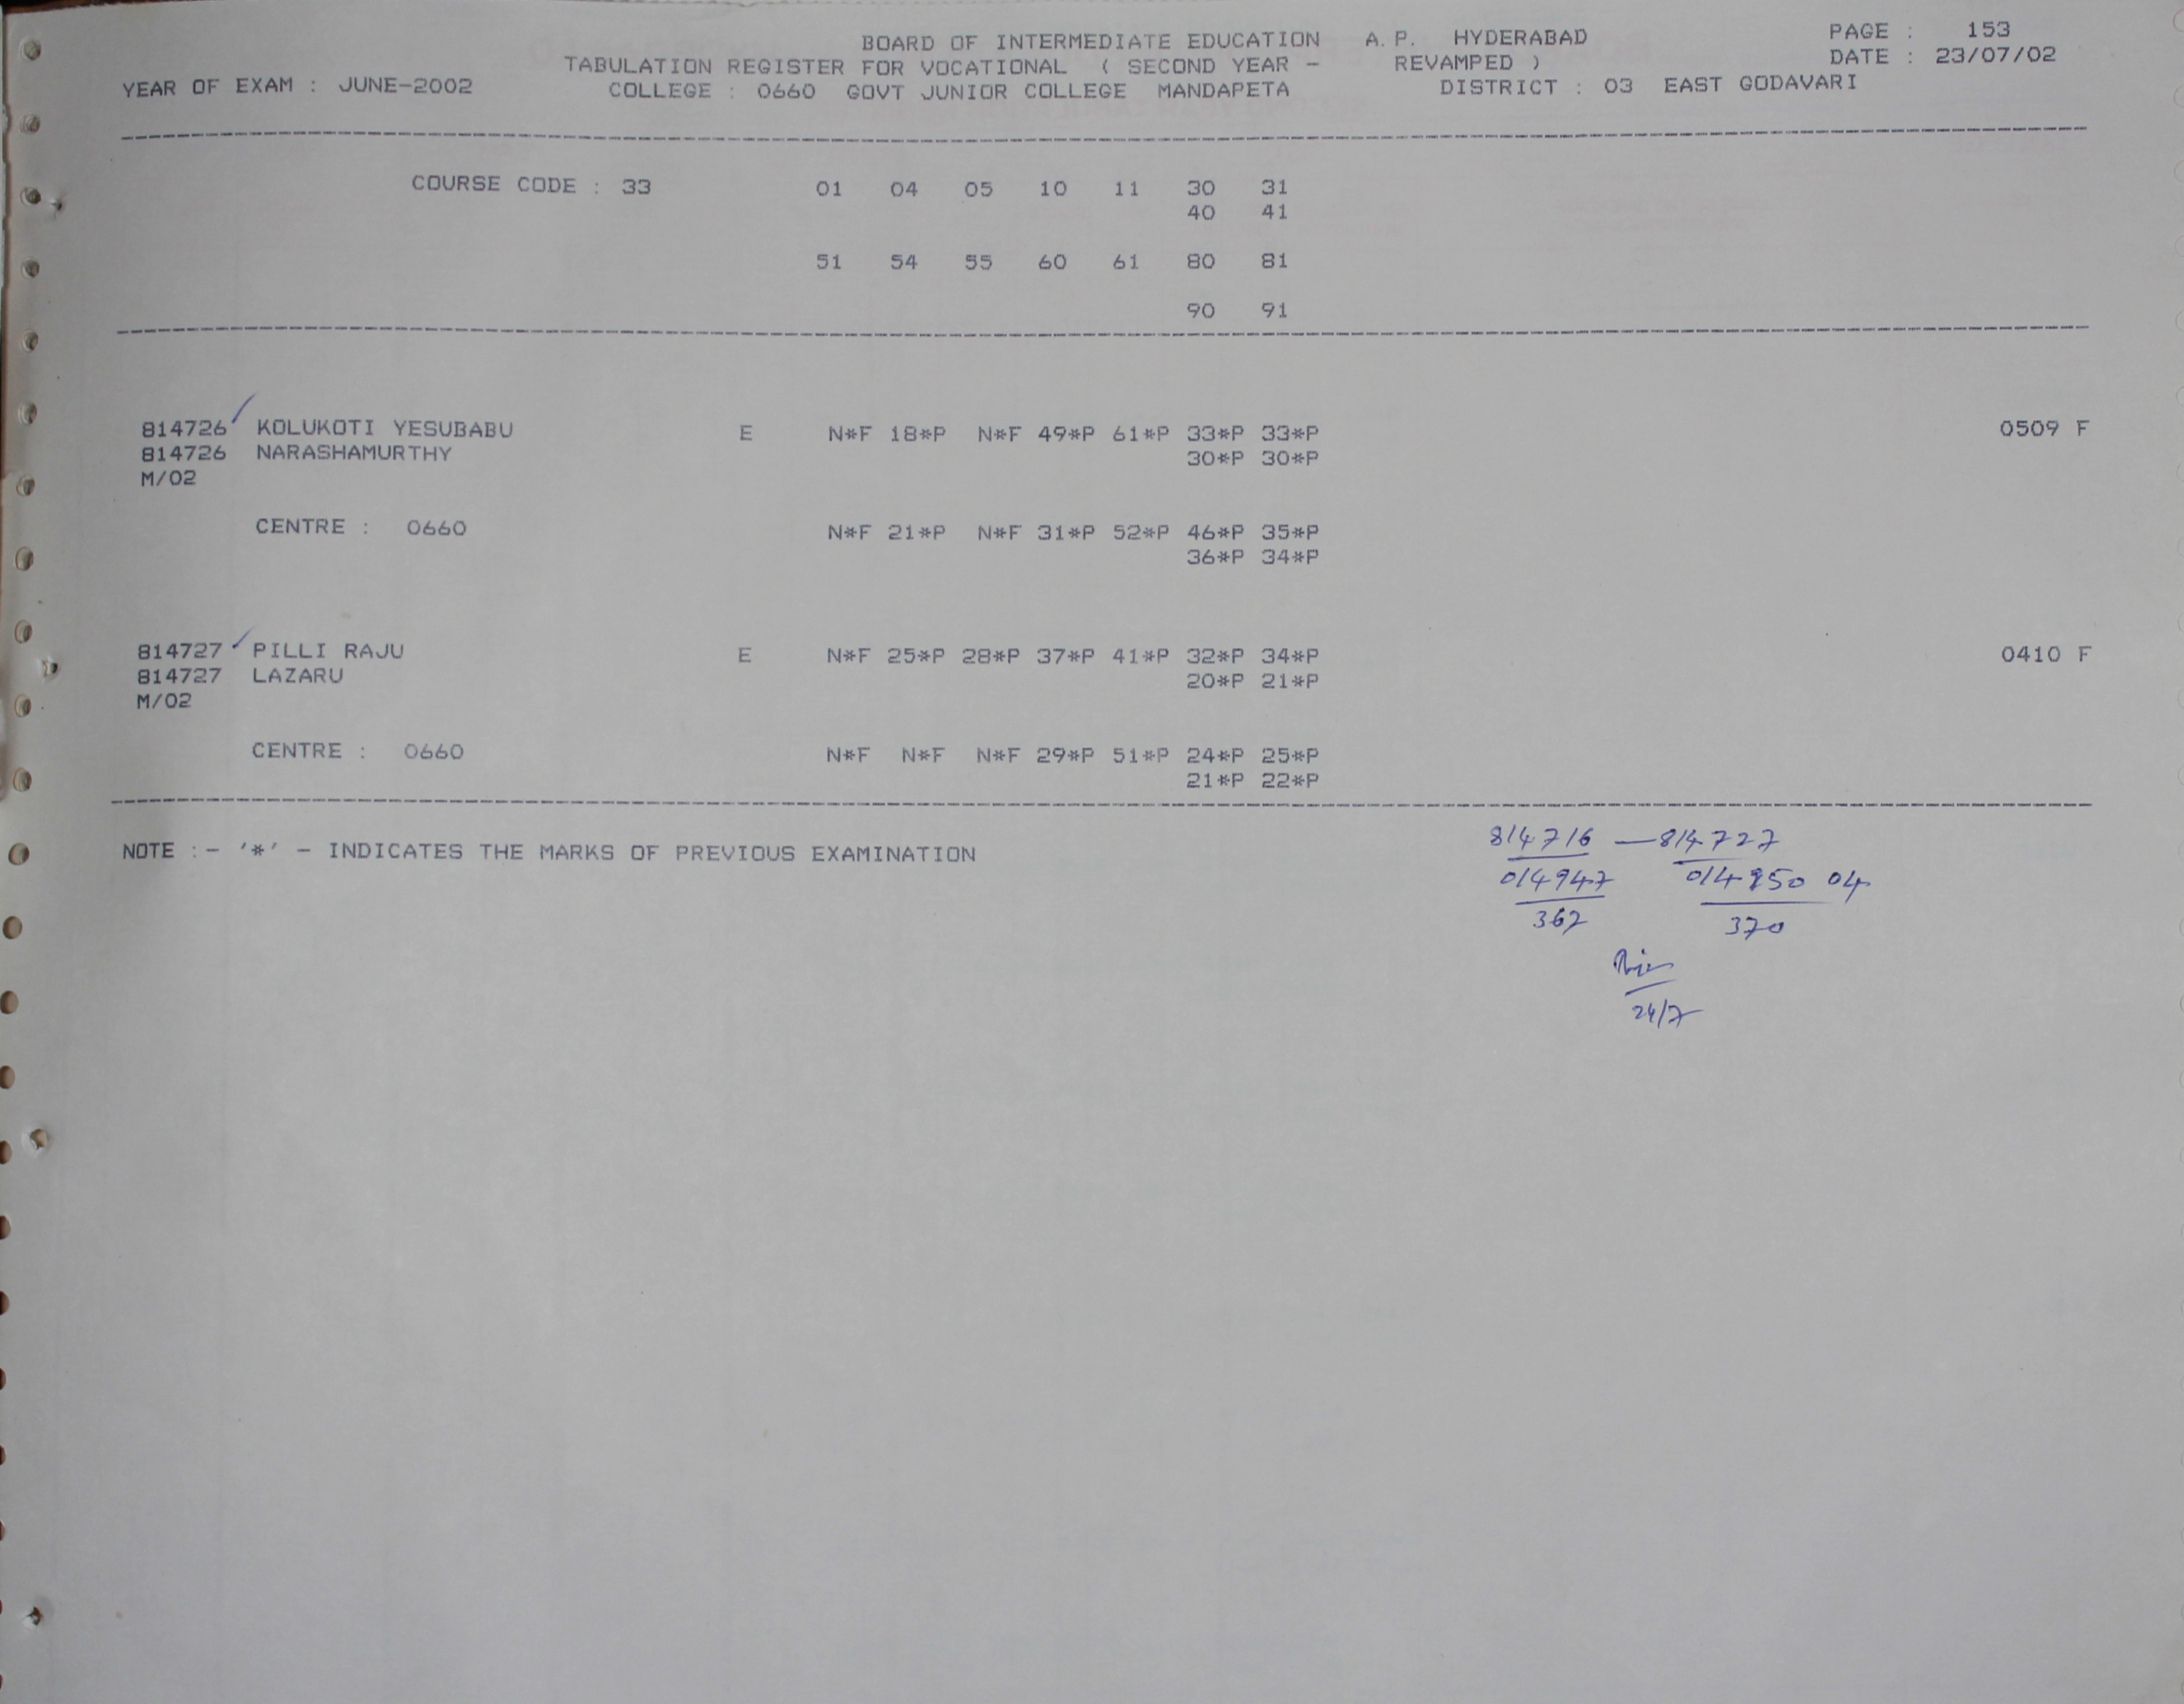 BOARD OF INTERMEDIATE EDUCATION A.P. HYDERABAD PAGE : 153
TABULATION REGISTER FOR VOCATIONAL ( SECOND YEAR - REVAMPED ) DATE : 23/07/02
YEAR OF EXAM : JUNE-2002 COLLEGE : 0660 GOVT JUNIOR COLLEGE MANDAPETA DISTRICT : 03 EAST GODAVARI
COURSE CODE : 33 01 04 05 10 11 30 31
40 41
51 54 55 60 61 80 81
90 91
814726 KOLUKOTI YESUBABU E N*F 18*P N*F 49*P 61*P 33*P 33*P 0509 F
814726 NARASHAMURTHY 30*P 30*P
M/02
CENTRE : 0660 N*F 21*P N*F 31*P 52*P 46*P 35*P
36*P 34*P
814727 PILLI RAJU E N*F 25*P 28*P 37*P 41*P 32*P 34*P 0410 F
814727 LAZARU 20*P 21*P
M/02
CENTRE : 0660 N*F N*F N*F 29*P 51*P 24*P 25*P
21*P 22*P
NOTE :- '*' - INDICATES THE MARKS OF PREVIOUS EXAMINATION
814716 — 814727
014947 014950 04
367 370
24/7